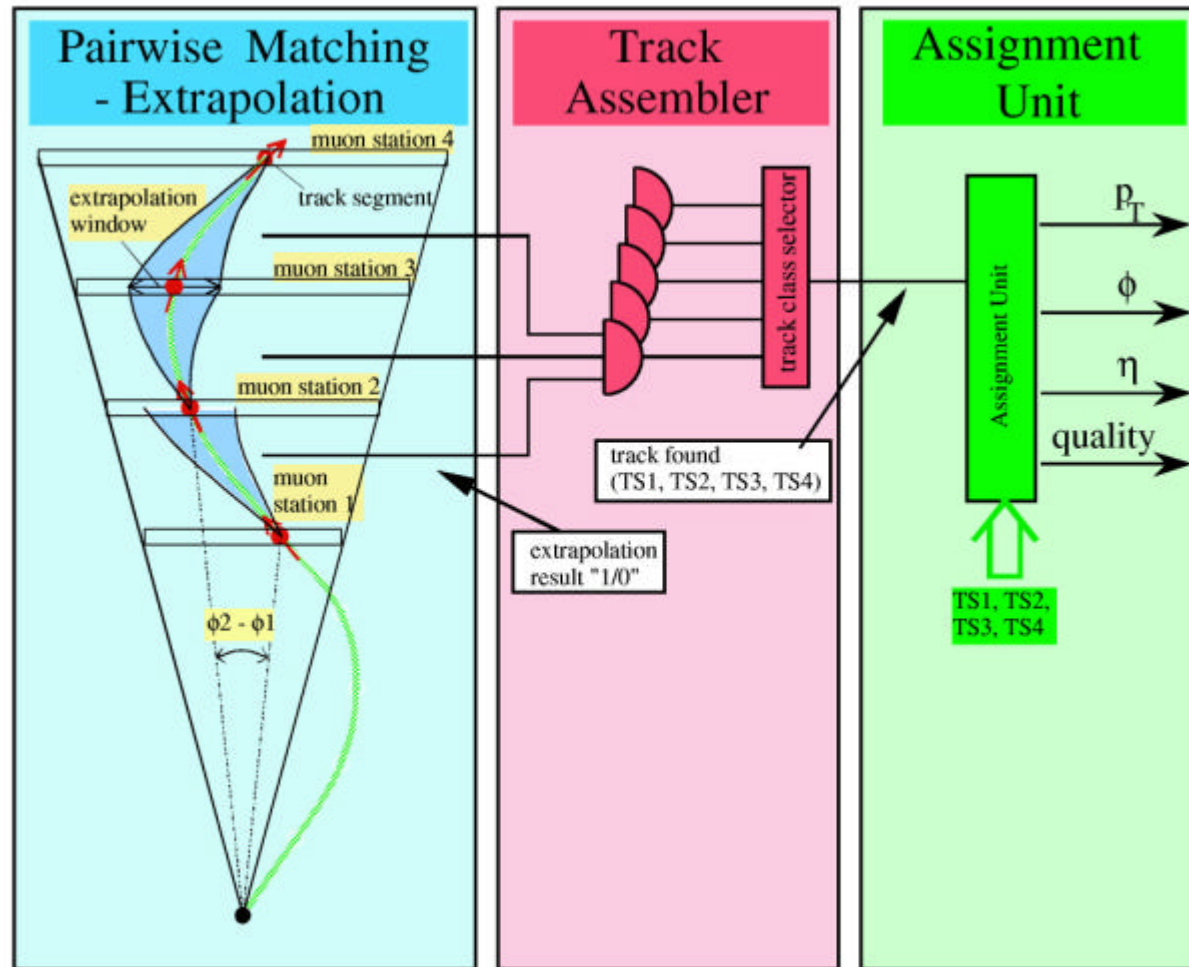 Pairwise Matching
- Extrapolation
muon station 4
extrapolation
window
track segment
muon station 3
muon station 2
muon
station 1
ϕ2 - ϕ1
Track
Assembler
track class selector
track found
(TS1, TS2, TS3, TS4)
extrapolation
result "1/0"
Assignment
Unit
Assignment Unit
pT
ϕ
η
quality
TS1, TS2,
TS3, TS4